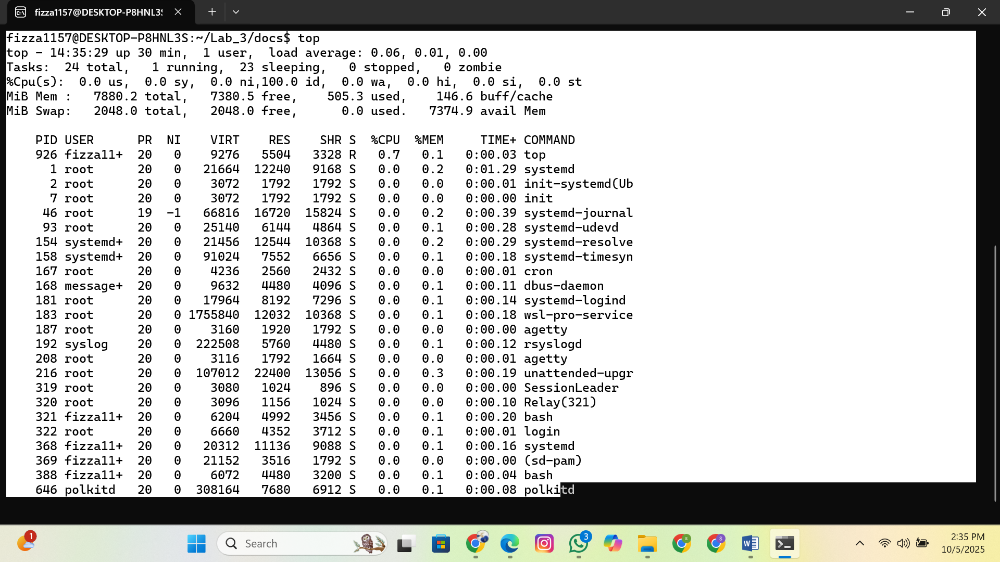 fizza1157@DESKTOP-P8HNL3S
fizza1157@DESKTOP-P8HNL3S:~/Lab_3/docs$ top
top - 14:35:29 up 30 min,  1 user,  load average: 0.06, 0.01, 0.00
Tasks:  24 total,   1 running,  23 sleeping,   0 stopped,   0 zombie
%Cpu(s):  0.0 us,  0.0 sy,  0.0 ni,100.0 id,  0.0 wa,  0.0 hi,  0.0 si,  0.0 st
MiB Mem :   7880.2 total,   7380.5 free,    505.3 used,    146.6 buff/cache
MiB Swap:   2048.0 total,   2048.0 free,      0.0 used.   7374.9 avail Mem
    PID USER      PR  NI    VIRT    RES    SHR S  %CPU  %MEM     TIME+ COMMAND
    926 fizza11+  20   0    9276   5504   3328 R   0.7   0.1   0:00.03 top
      1 root      20   0   21664  12240   9168 S   0.0   0.2   0:01.29 systemd
      2 root      20   0    3072   1792   1792 S   0.0   0.0   0:00.01 init-systemd(Ub
      7 root      20   0    3072   1792   1792 S   0.0   0.0   0:00.00 init
     46 root      19  -1   66816  16720  15824 S   0.0   0.2   0:00.39 systemd-journal
     93 root      20   0   25140   6144   4864 S   0.0   0.1   0:00.28 systemd-udevd
    154 systemd+  20   0   21456  12544  10368 S   0.0   0.2   0:00.29 systemd-resolve
    158 systemd+  20   0   91024   7552   6656 S   0.0   0.1   0:00.18 systemd-timesyn
    167 root      20   0    4236   2560   2432 S   0.0   0.0   0:00.01 cron
    168 message+  20   0    9632   4480   4096 S   0.0   0.1   0:00.11 dbus-daemon
    181 root      20   0   17964   8192   7296 S   0.0   0.1   0:00.14 systemd-logind
    183 root      20   0 1755840  12032  10368 S   0.0   0.1   0:00.18 wsl-pro-service
    187 root      20   0    3160   1920   1792 S   0.0   0.0   0:00.00 agetty
    192 syslog    20   0  222508   5760   4480 S   0.0   0.1   0:00.12 rsyslogd
    208 root      20   0    3116   1792   1664 S   0.0   0.0   0:00.01 agetty
    216 root      20   0  107012  22400  13056 S   0.0   0.3   0:00.19 unattended-upgr
    319 root      20   0    3080   1024    896 S   0.0   0.0   0:00.00 SessionLeader
    320 root      20   0    3096   1156   1024 S   0.0   0.0   0:00.10 Relay(321)
    321 fizza11+  20   0    6204   4992   3456 S   0.0   0.1   0:00.20 bash
    322 root      20   0    6660   4352   3712 S   0.0   0.1   0:00.01 login
    368 fizza11+  20   0   20312  11136   9088 S   0.0   0.1   0:00.16 systemd
    369 fizza11+  20   0   21152   3516   1792 S   0.0   0.0   0:00.00 (sd-pam)
    388 fizza11+  20   0    6072   4480   3200 S   0.0   0.1   0:00.04 bash
    646 polkitd   20   0  308164   7680   6912 S   0.0   0.1   0:00.08 polkitd
1
Search
3
2:35 PM
10/5/2025